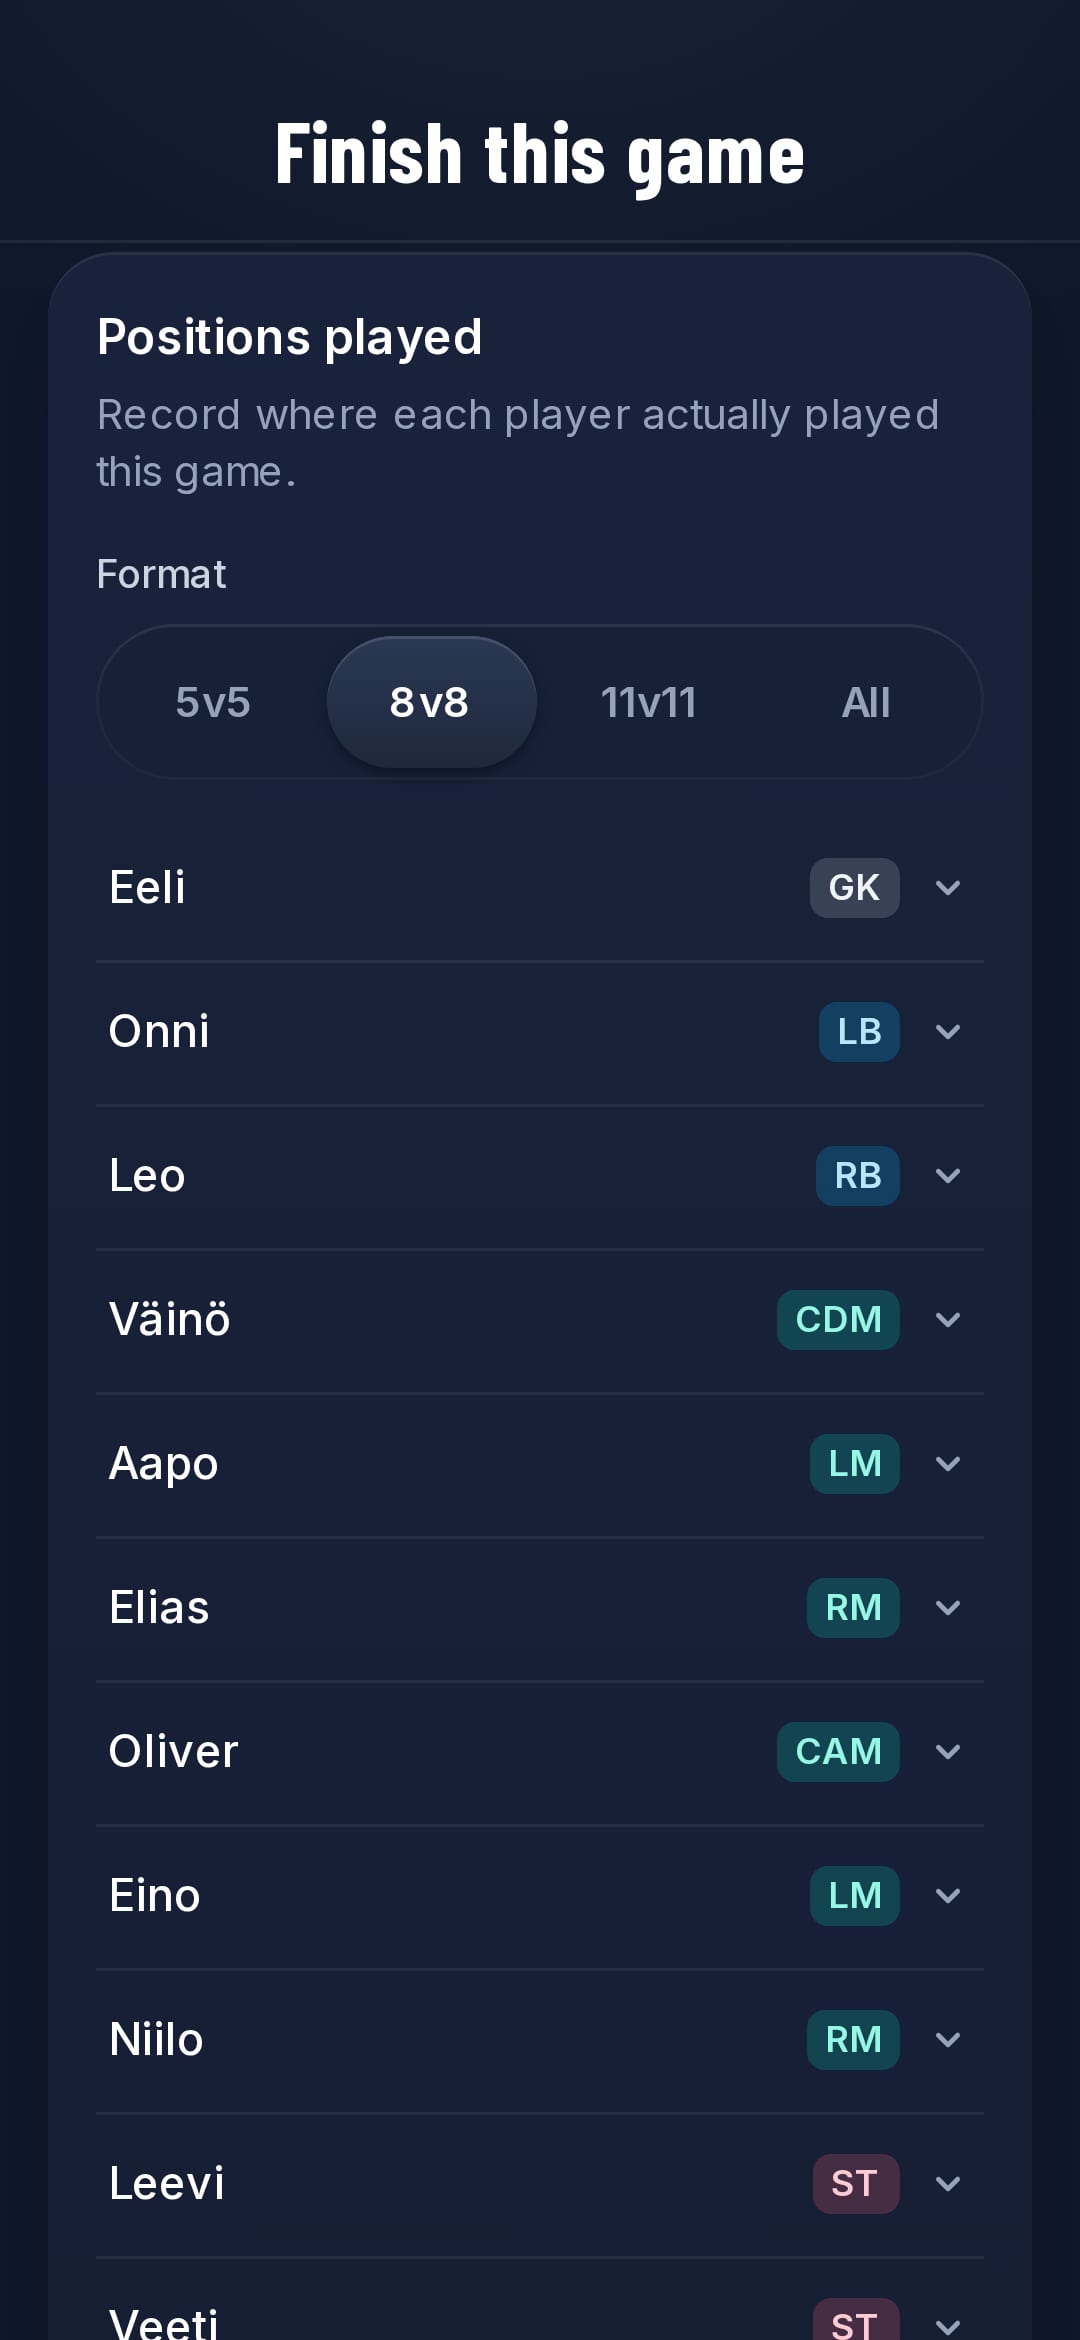 Finish this game
Positions played
Record where each player actually played
this game.
Format
5v5 8v8 11v11 All
Eeli GK
Onni LB
Leo RB
Väinö CDM
Aapo LM
Elias RM
Oliver CAM
Eino LM
Niilo RM
Leevi ST
Veeti ST